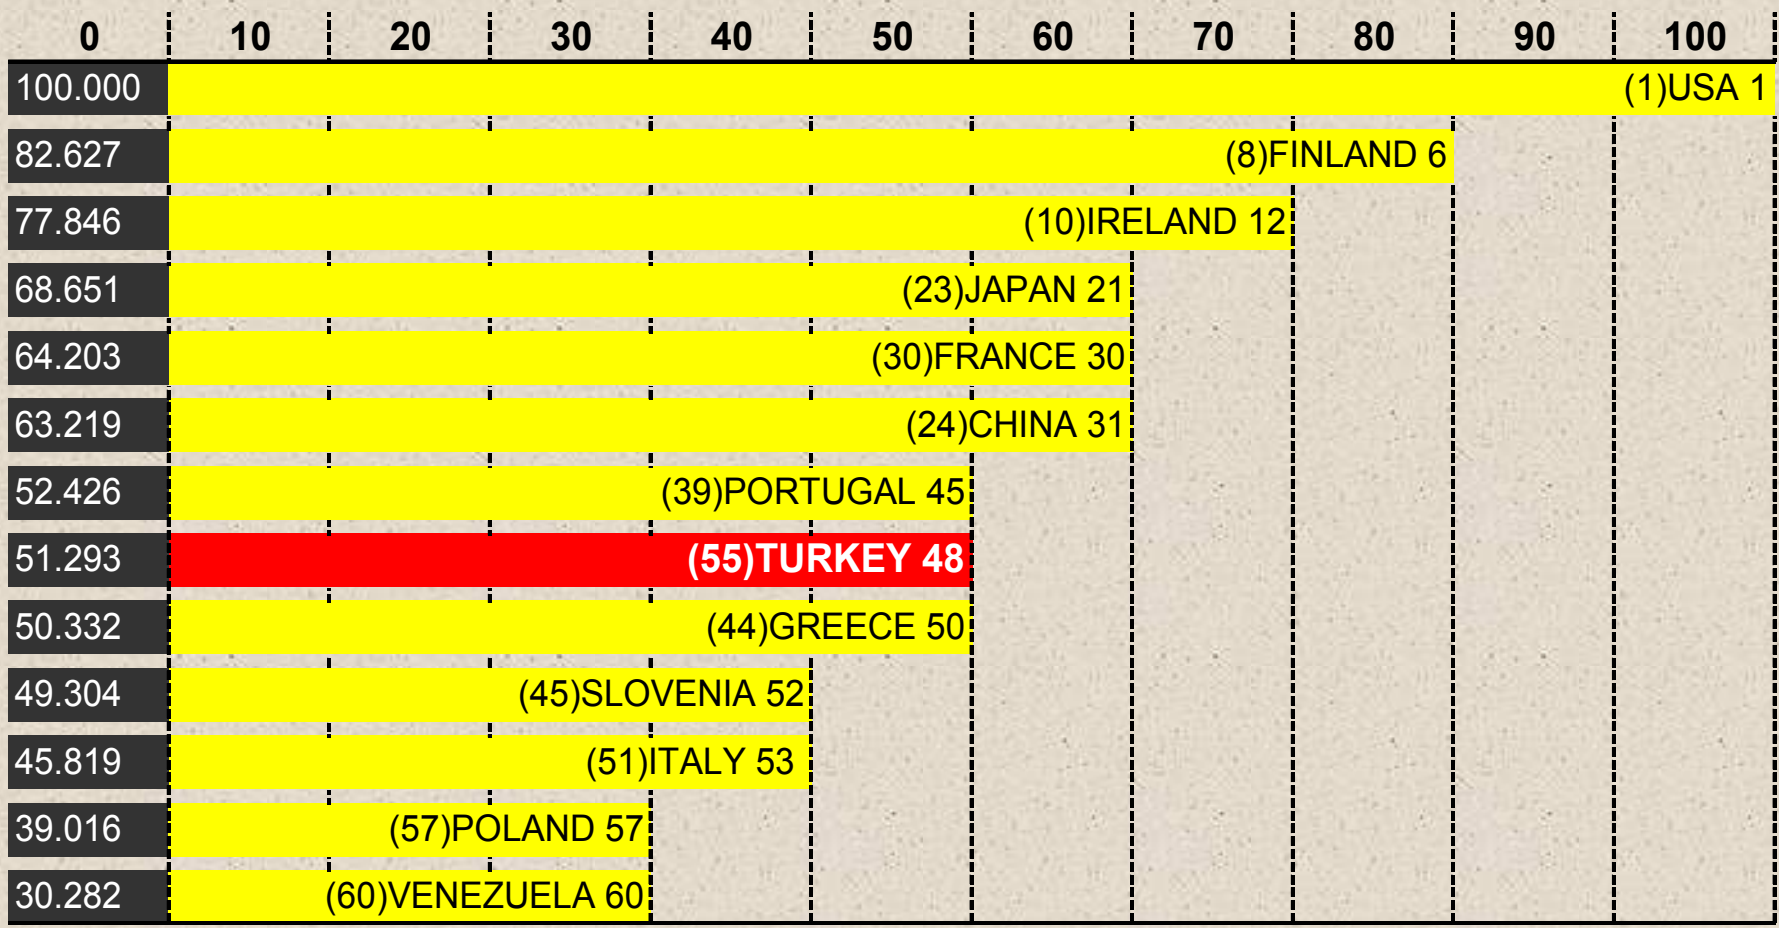 0 10 20 30 40 50 60 70 80 90 100
100.000 (1)USA 1
82.627 (8)FINLAND 6
77.846 (10)IRELAND 12
68.651 (23)JAPAN 21
64.203 (30)FRANCE 30
63.219 (24)CHINA 31
52.426 (39)PORTUGAL 45
51.293 (55)TURKEY 48
50.332 (44)GREECE 50
49.304 (45)SLOVENIA 52
45.819 (51)ITALY 53
39.016 (57)POLAND 57
30.282 (60)VENEZUELA 60